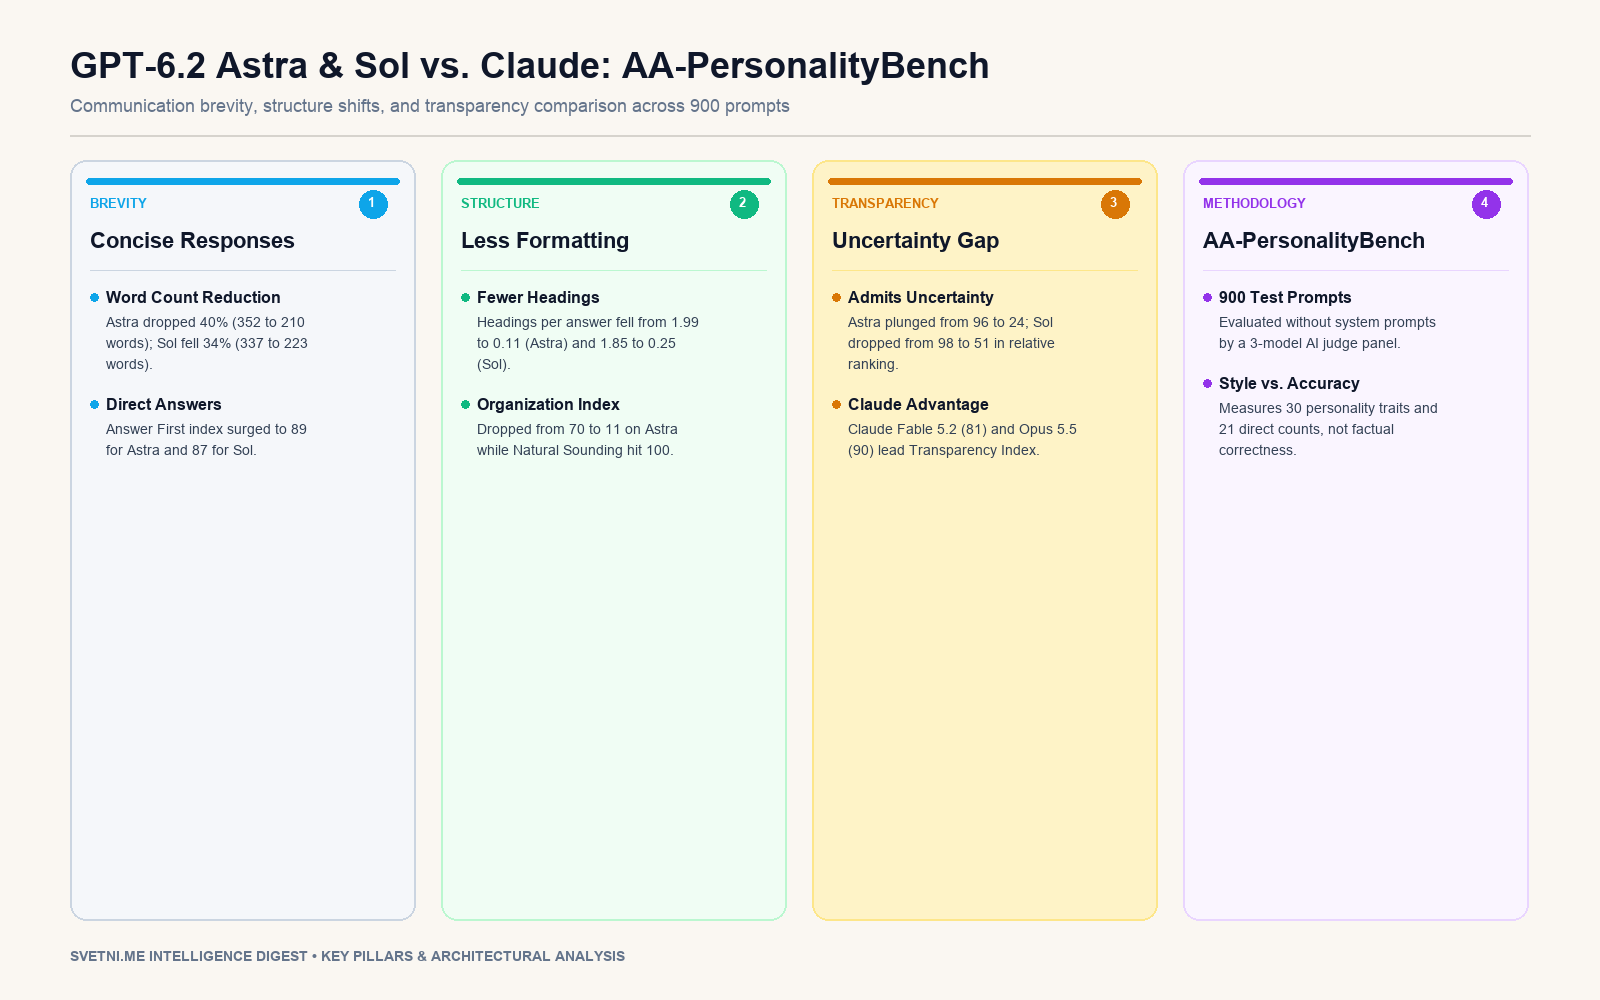 GPT-6.2 Astra & Sol vs. Claude: AA-PersonalityBench
Communication brevity, structure shifts, and transparency comparison across 900 prompts
BREVITY
1
Concise Responses
Word Count Reduction
Astra dropped 40% (352 to 210
words); Sol fell 34% (337 to 223
words).
Direct Answers
Answer First index surged to 89
for Astra and 87 for Sol.
STRUCTURE
2
Less Formatting
Fewer Headings
Headings per answer fell from 1.99
to 0.11 (Astra) and 1.85 to 0.25
(Sol).
Organization Index
Dropped from 70 to 11 on Astra
while Natural Sounding hit 100.
TRANSPARENCY
3
Uncertainty Gap
Admits Uncertainty
Astra plunged from 96 to 24; Sol
dropped from 98 to 51 in relative
ranking.
Claude Advantage
Claude Fable 5.2 (81) and Opus 5.5
(90) lead Transparency Index.
METHODOLOGY
4
AA-PersonalityBench
900 Test Prompts
Evaluated without system prompts
by a 3-model AI judge panel.
Style vs. Accuracy
Measures 30 personality traits and
21 direct counts, not factual
correctness.
SVETNI.ME INTELLIGENCE DIGEST • KEY PILLARS & ARCHITECTURAL ANALYSIS